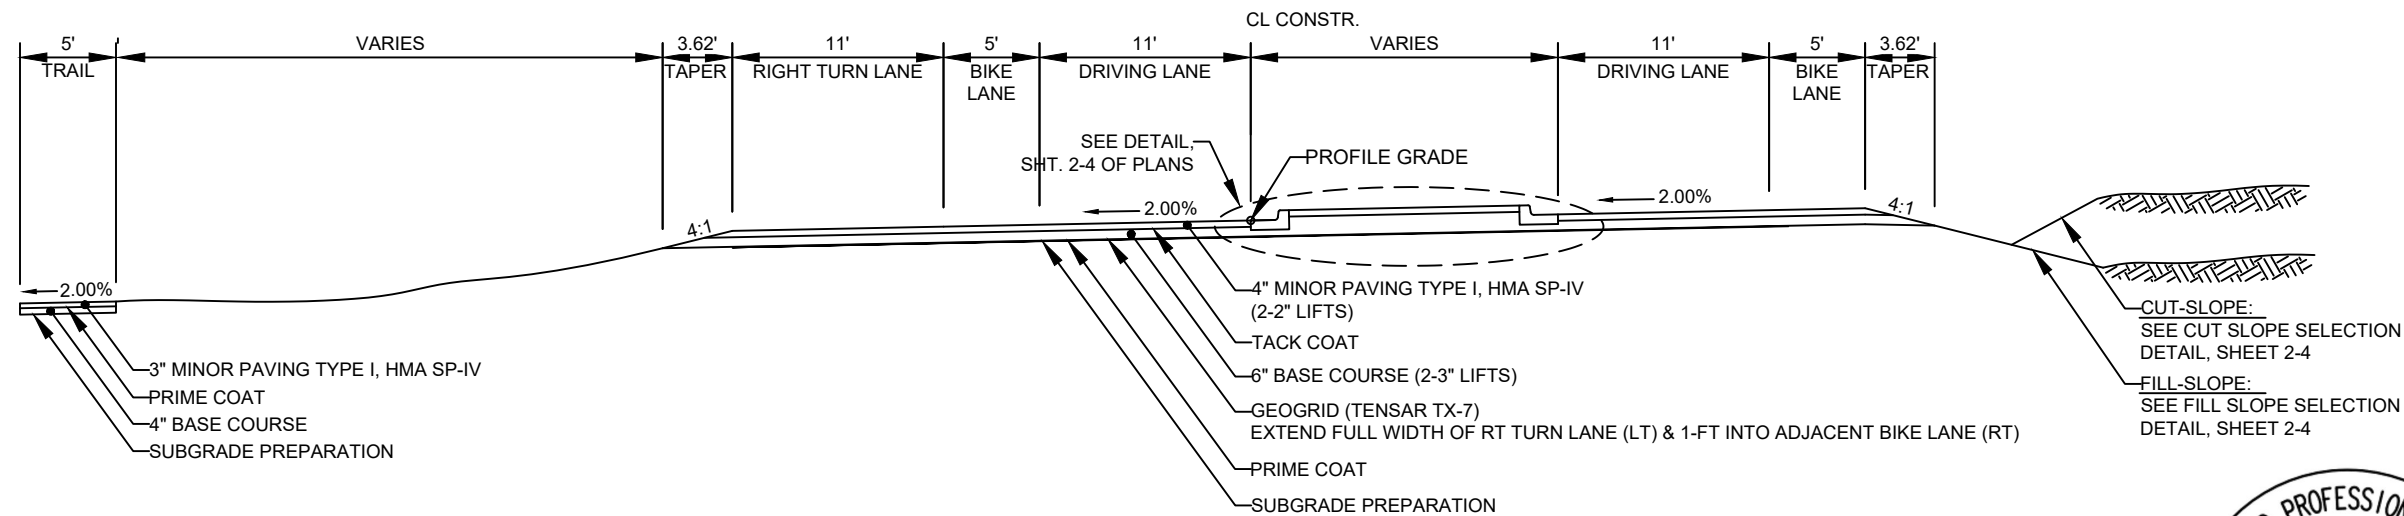 CL CONSTR.
5' VARIES 3.62' 11' 5' 11' VARIES 11' 5' 3.62'
TRAIL TAPER RIGHT TURN LANE BIKE LANE DRIVING LANE DRIVING LANE BIKE LANE TAPER
SEE DETAIL,
SHT. 2-4 OF PLANS
PROFILE GRADE
2.00%
2.00%
4:1
4:1
2.00%
4" MINOR PAVING TYPE I, HMA SP-IV
(2-2" LIFTS)
TACK COAT
6" BASE COURSE (2-3" LIFTS)
GEOGRID (TENSAR TX-7)
EXTEND FULL WIDTH OF RT TURN LANE (LT) & 1-FT INTO ADJACENT BIKE LANE (RT)
PRIME COAT
SUBGRADE PREPARATION
3" MINOR PAVING TYPE I, HMA SP-IV
PRIME COAT
4" BASE COURSE
SUBGRADE PREPARATION
CUT-SLOPE:
SEE CUT SLOPE SELECTION
DETAIL, SHEET 2-4
FILL-SLOPE:
SEE FILL SLOPE SELECTION
DETAIL, SHEET 2-4